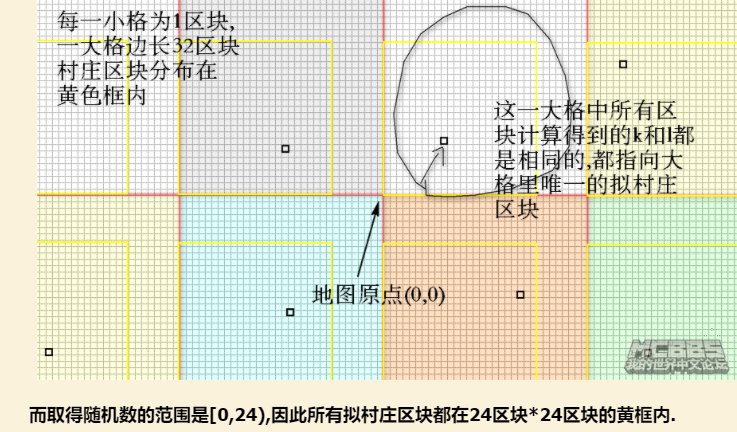 每一小格为1区块,
一大格边长32区块
村庄区块分布在
黄色框内
这一大格中所有区
块计算得到的k和l都
是相同的,都指向大
格里唯一的拟村庄
区块
地图原点(0,0)
MCBBS
我的世界中文论坛
而取得随机数的范围是[0,24),因此所有拟村庄区块都在24区块*24区块的黄框内.